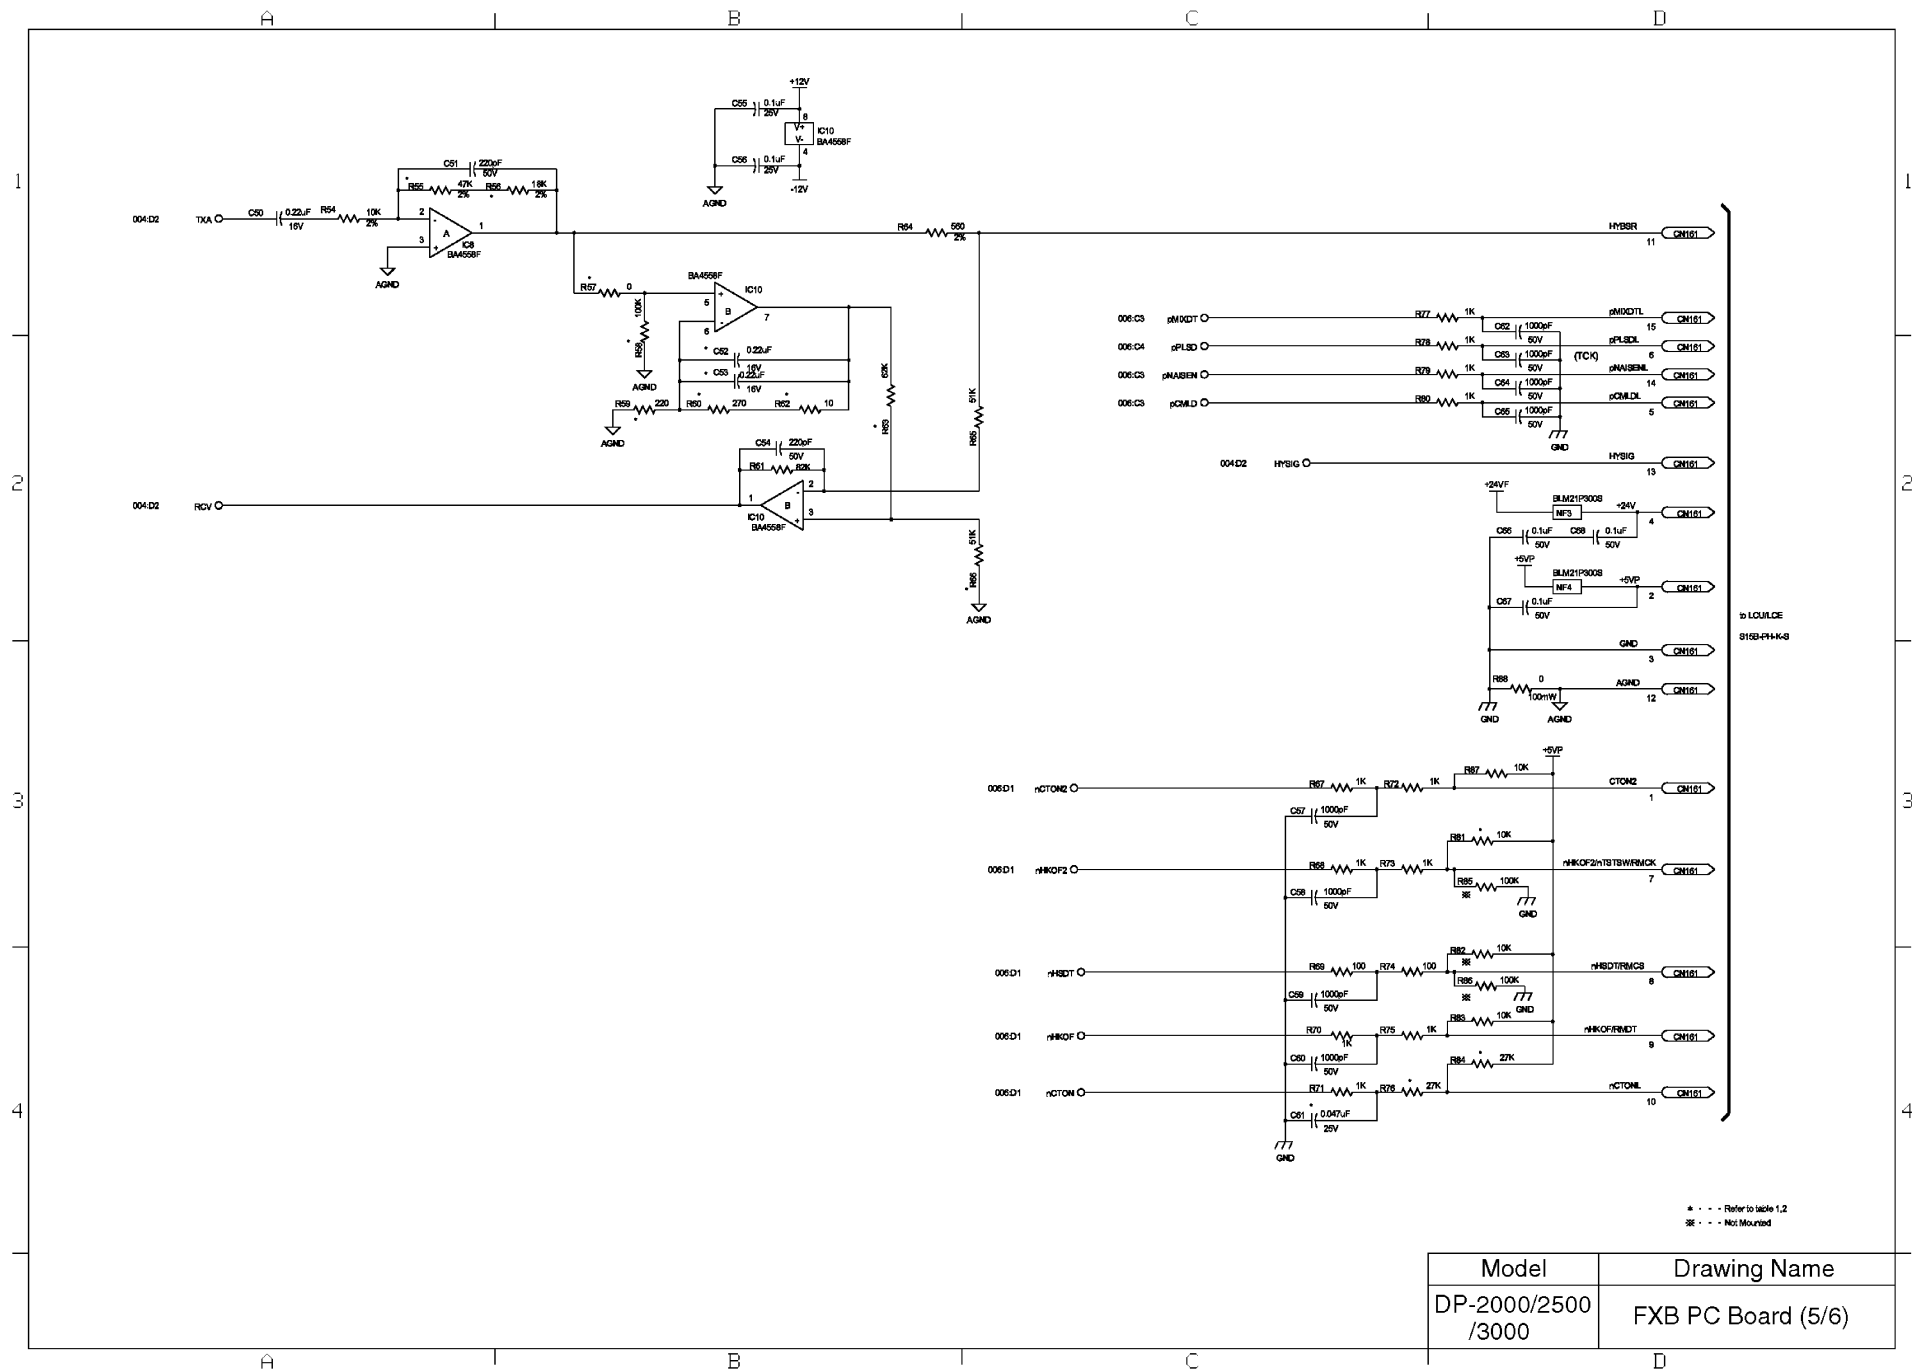 A B C D
+12V
C55 0.1uF 25V
8
V+
V-
IC10
BA4558F
4
C56 0.1uF 25V
-12V
AGND
1 1
C51 220pF 50V
* R55 47K 2% R56 * 18K 2%
004:D2 TXA C50 0.22uF 16V R54 10K 2%
2 - A 1
3 +
IC8
BA4558F
AGND
R64 560 2%
HYBSR 11 CN161
* R57 0
BA4558F IC10
5 + B 7
6 -
100K * R58
AGND
* C52 0.22uF 16V
* C53 0.22uF 16V
R59 220 * R60 * 270 R62 * 10
AGND
62K * R63
51K R65
006:C3 pMIXDT R77 1K pMIXDTL 15 CN161
C62 1000pF 50V
006:C4 pPLSD R78 1K pPLSDL 6 CN161
C63 1000pF 50V (TCK)
006:C3 pNAISEN R79 1K pNAISENL 14 CN161
C64 1000pF 50V
006:C3 pCMLD R80 1K pCMLDL 5 CN161
C65 1000pF 50V
GND
C54 220pF 50V
R61 82K
2 2
004:D2 HYSIG HYSIG 13 CN161
004:D2 RCV
1 B 2 -
3 +
IC10
BA4558F
51K * R66
AGND
+24VF BLM21P300S NF3 +24V 4 CN161
C66 0.1uF 50V C68 0.1uF 50V
+5VP BLM21P300S NF4 +5VP 2 CN161
C67 0.1uF 50V
to LCU/LCE
S15B-PH-K-S
GND 3 CN161
R88 0 100mW AGND 12 CN161
GND AGND
+5VP
R87 10K
3 3
006:D1 nCTON2 R67 1K R72 1K CTON2 1 CN161
C57 1000pF 50V
R81 * 10K
006:D1 nHKOF2 R68 1K R73 1K nHKOF2/nTSTSW/RMCK 7 CN161
R85 ※ 100K
GND
C58 1000pF 50V
R82 ※ 10K
006:D1 nHSDT R69 100 R74 100 nHSDT/RMCS 8 CN161
R86 ※ 100K
GND
C59 1000pF 50V
R83 10K
006:D1 nHKOF R70 1K R75 1K nHKOF/RMDT 9 CN161
C60 1000pF 50V
R84 * 27K
006:D1 nCTON R71 1K R76 * 27K nCTONL 10 CN161
4 4
C61 * 0.047uF 25V
GND
* · - - Refer to table 1,2
※ · - - Not Mounted
Model Drawing Name
DP-2000/2500
/3000
FXB PC Board (5/6)
A B C D